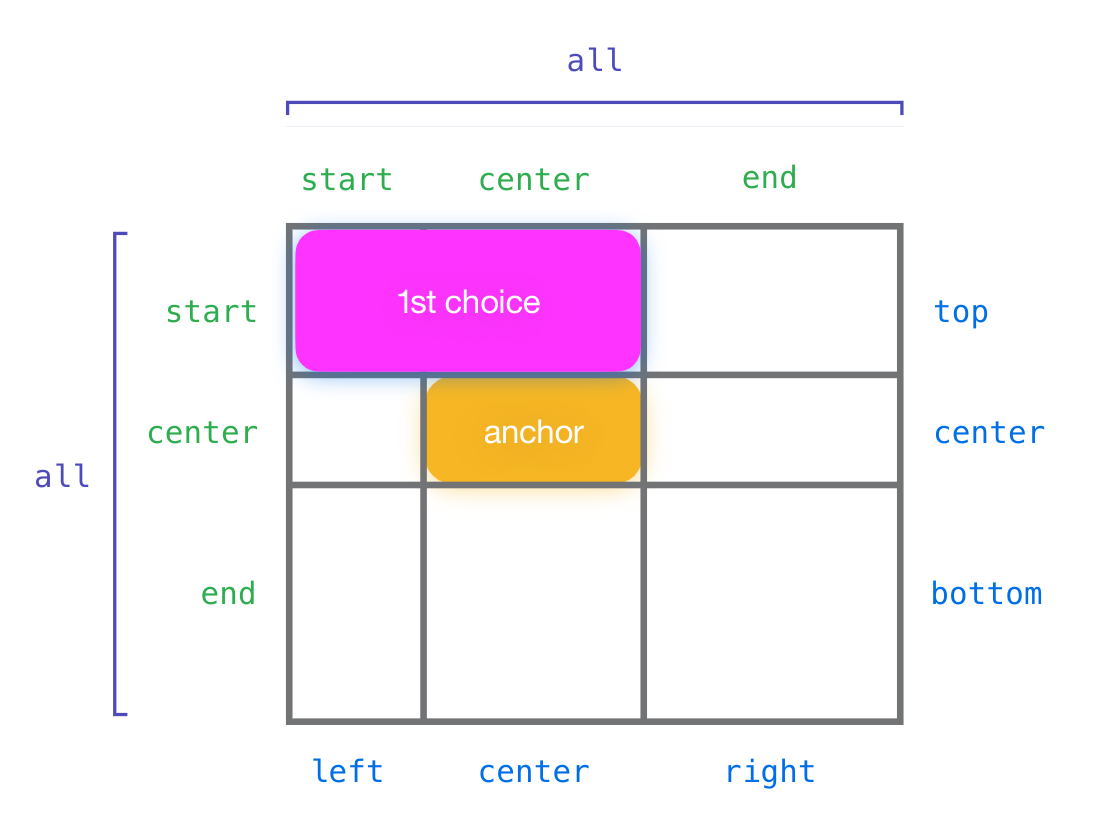 all
start center end
start 1st choice top
center anchor center
all
end bottom
left center right